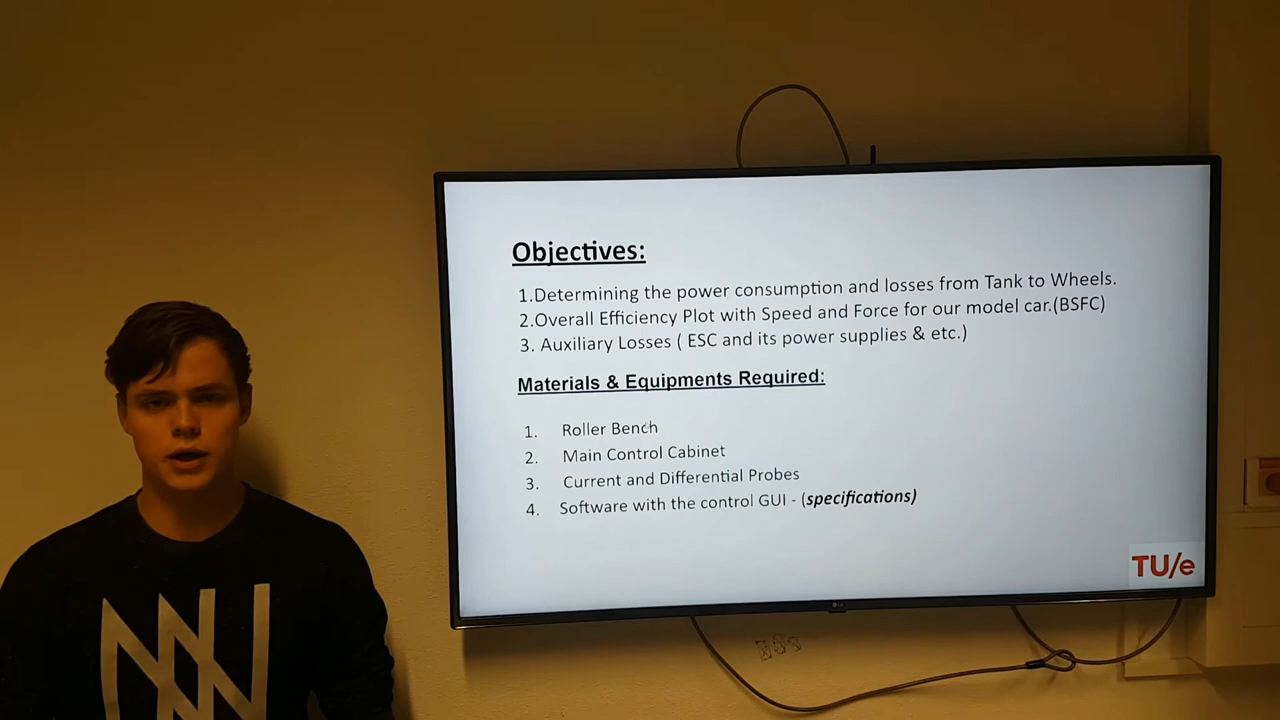 Objectives:
1.Determining the power consumption and losses from Tank to Wheels.
2.Overall Efficiency Plot with Speed and Force for our model car.(BSFC)
3. Auxiliary Losses ( ESC and its power supplies & etc.)
Materials & Equipments Required:
1. Roller Bench
2. Main Control Cabinet
3. Current and Differential Probes
4. Software with the control GUI - (specifications)
TU/e
LG